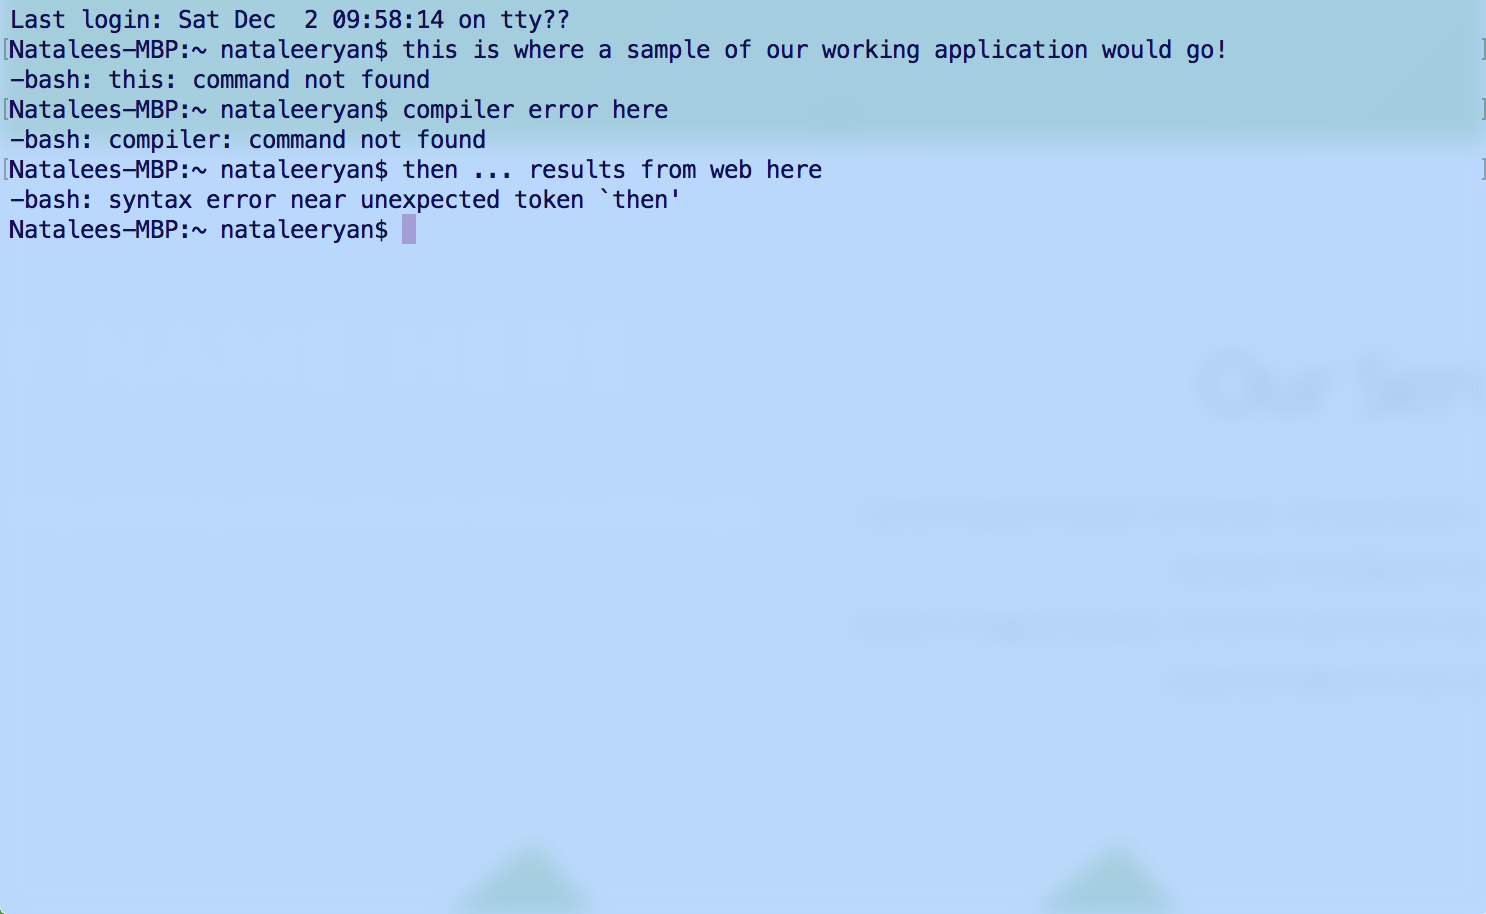 Last login: Sat Dec  2 09:58:14 on tty??
[Natalees-MBP:~ nataleeryan$ this is where a sample of our working application would go!]
-bash: this: command not found
[Natalees-MBP:~ nataleeryan$ compiler error here]
-bash: compiler: command not found
[Natalees-MBP:~ nataleeryan$ then ... results from web here]
-bash: syntax error near unexpected token `then'
Natalees-MBP:~ nataleeryan$
Our